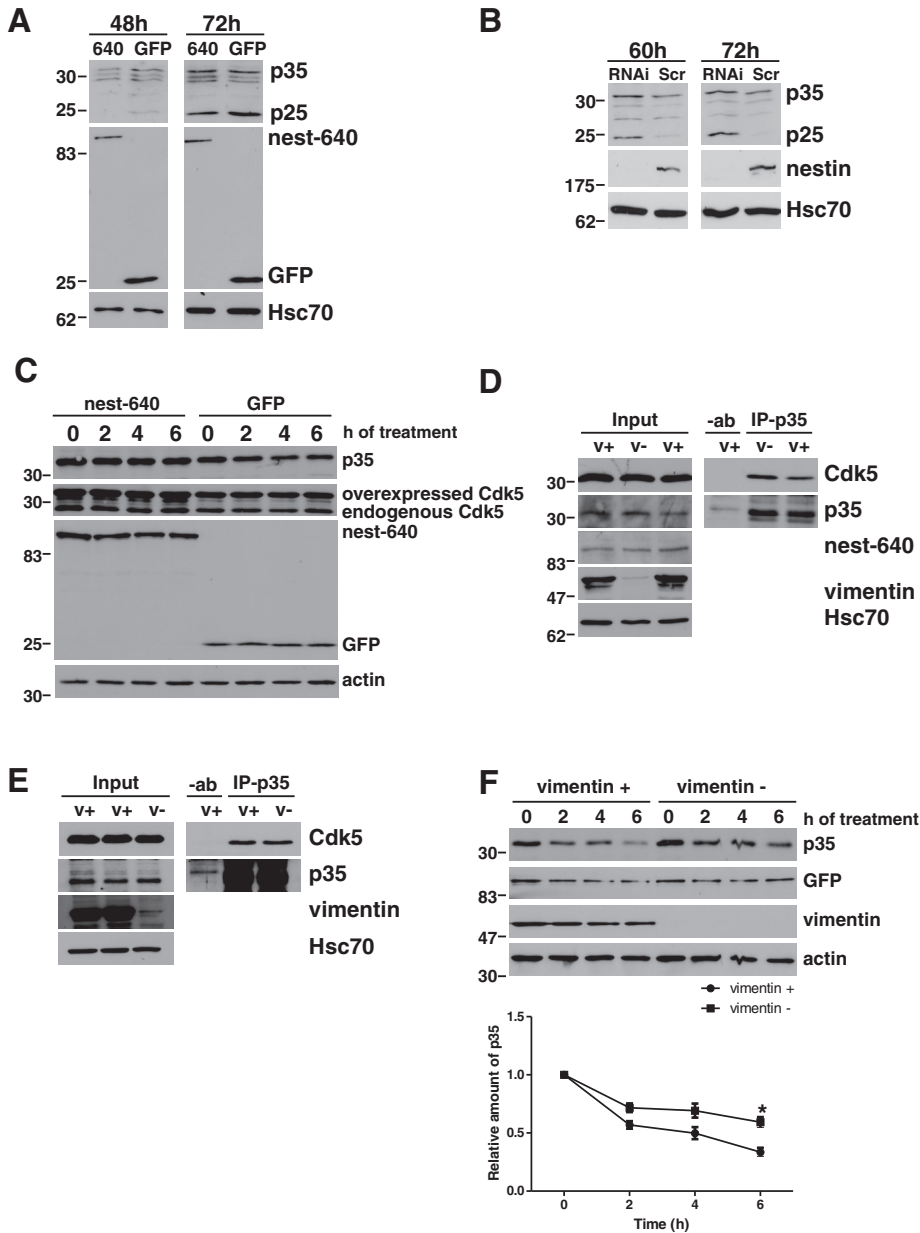 A
48h 72h
640 GFP 640 GFP
30
25
83
25
62
p35
p25
nest-640
GFP
Hsc70
B
60h 72h
RNAi Scr RNAi Scr
30
25
175
62
p35
p25
nestin
Hsc70
C
nest-640 GFP
0 2 4 6 0 2 4 6 h of treatment
30
30
83
25
30
p35
overexpressed Cdk5
endogenous Cdk5
nest-640
GFP
actin
D
Input -ab IP-p35
v+ v- v+ v+ v- v+
30
30
83
47
62
Cdk5
p35
nest-640
vimentin
Hsc70
E
Input -ab IP-p35
v+ v+ v- v+ v+ v-
Cdk5
p35
vimentin
Hsc70
F
vimentin + vimentin -
0 2 4 6 0 2 4 6 h of treatment
30
83
47
30
p35
GFP
vimentin
actin
vimentin +
vimentin -
Relative amount of p35
1.5
1.0
0.5
0.0
*
0 2 4 6
Time (h)